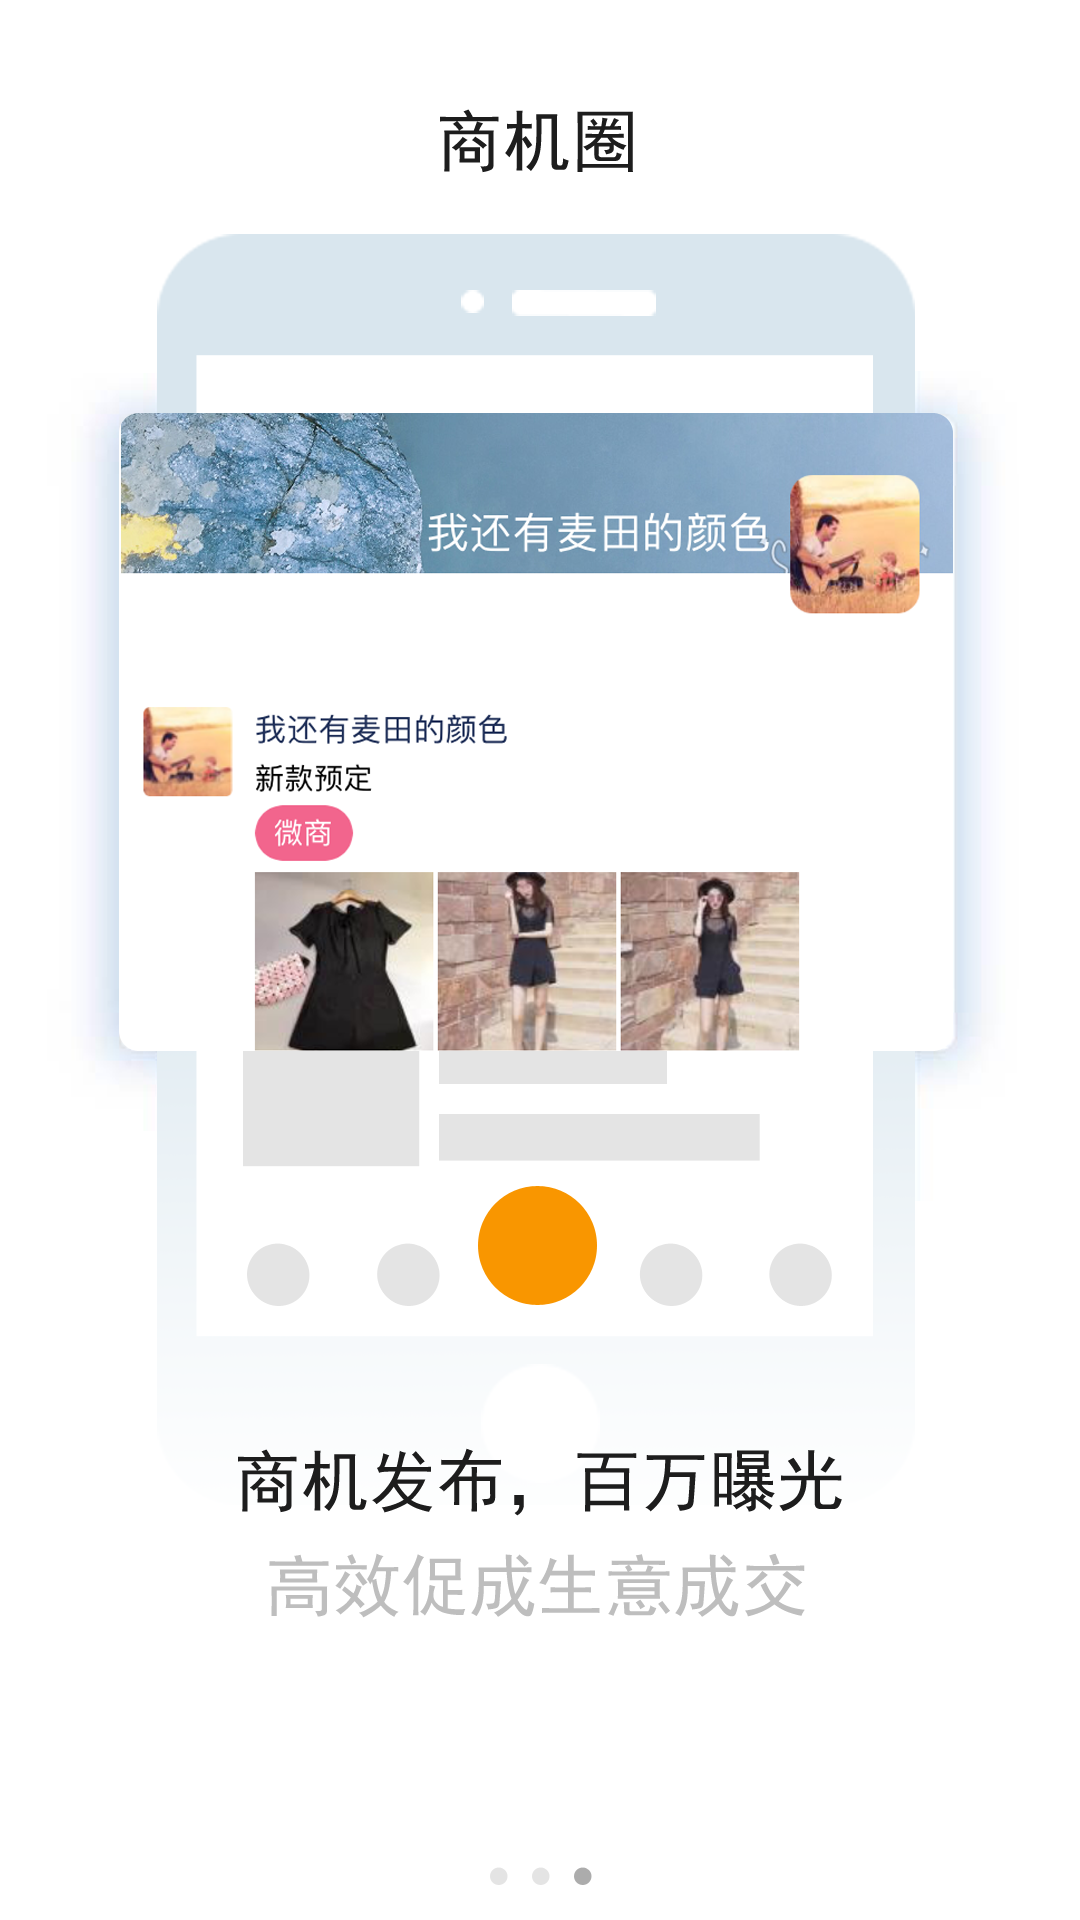 商机圈
我还有麦田的颜色
我还有麦田的颜色
新款预定
微商
商机发布，百万曝光
高效促成生意成交